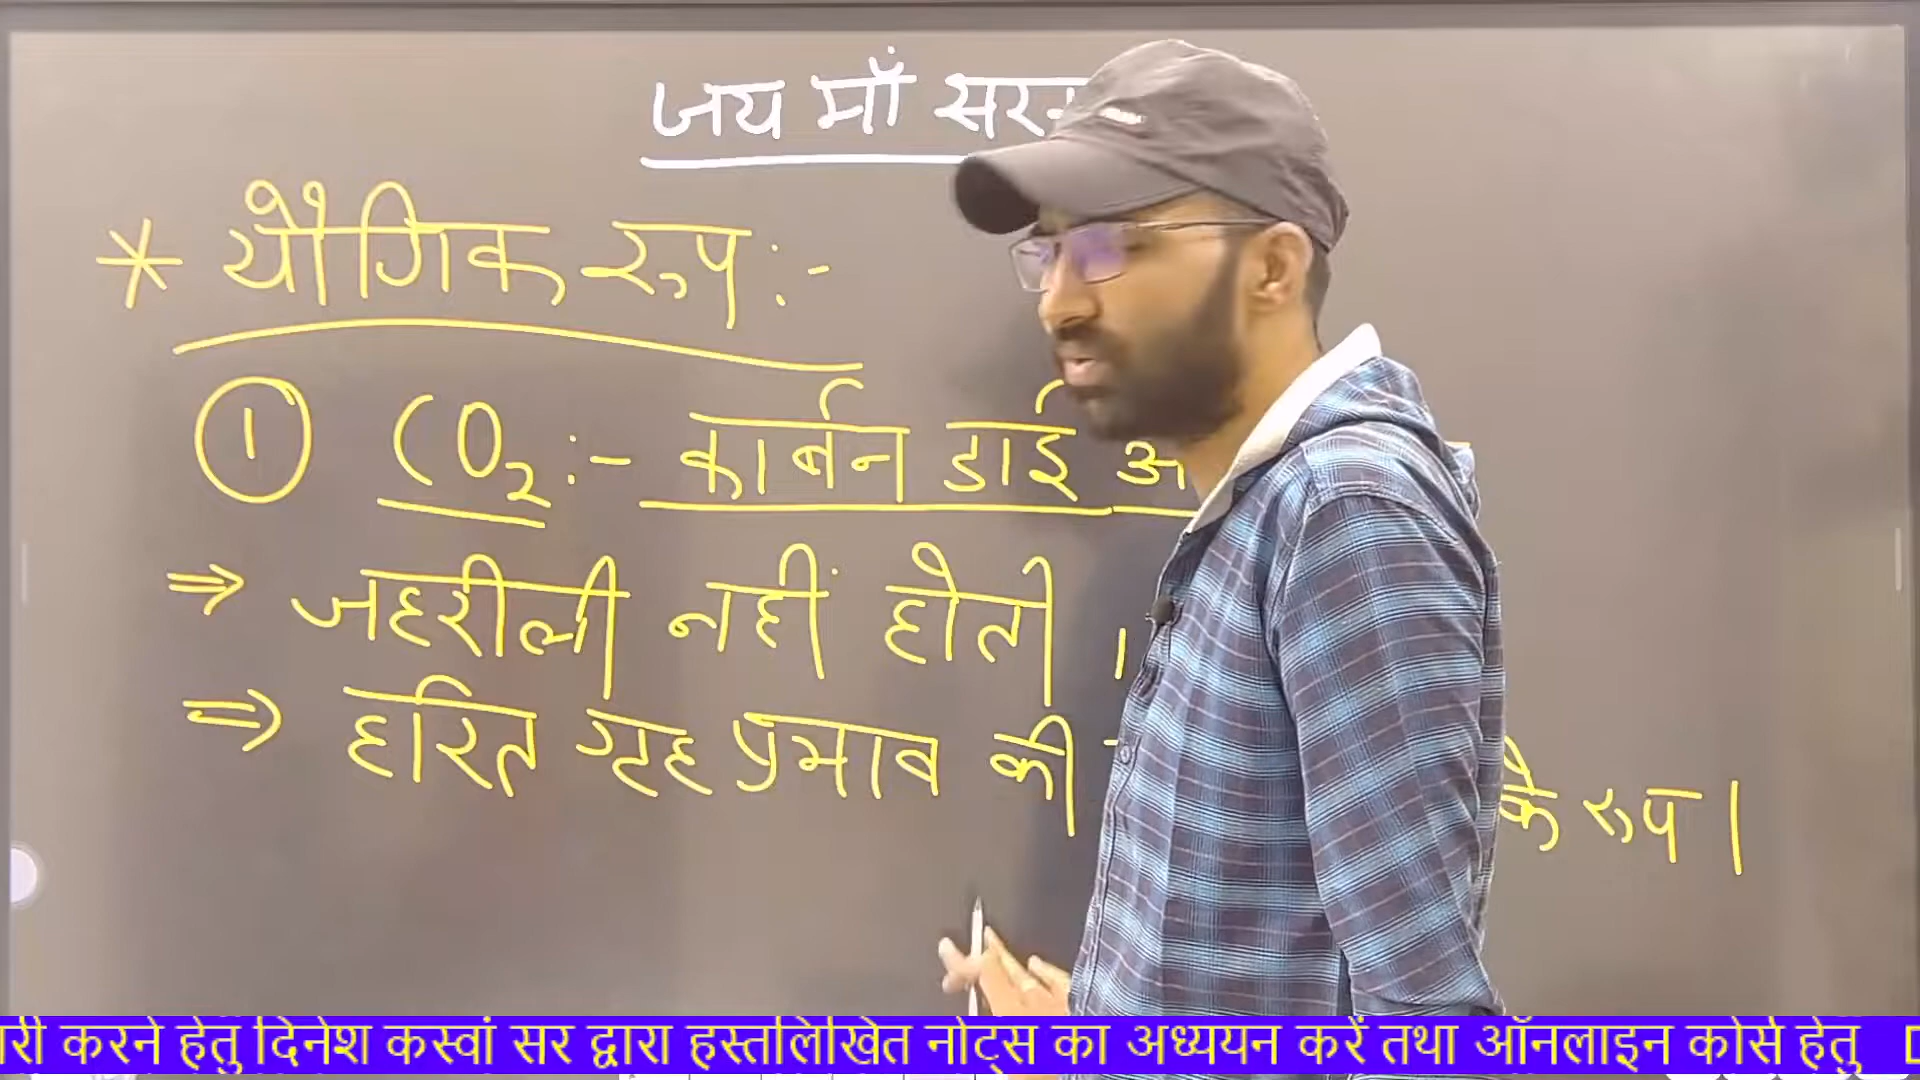 जय माँ
* यौगिक रुप :-
① CO₂ :- कार्बन डाई
⇒ जहरीली नहीं होती ।
⇒ हरित गृह प्रभाव की के रुप ।
करने हेतु दिनेश कस्वां सर द्वारा हस्तलिखित नोट्स का अध्ययन करें तथा ऑनलाइन कोर्स हेतु